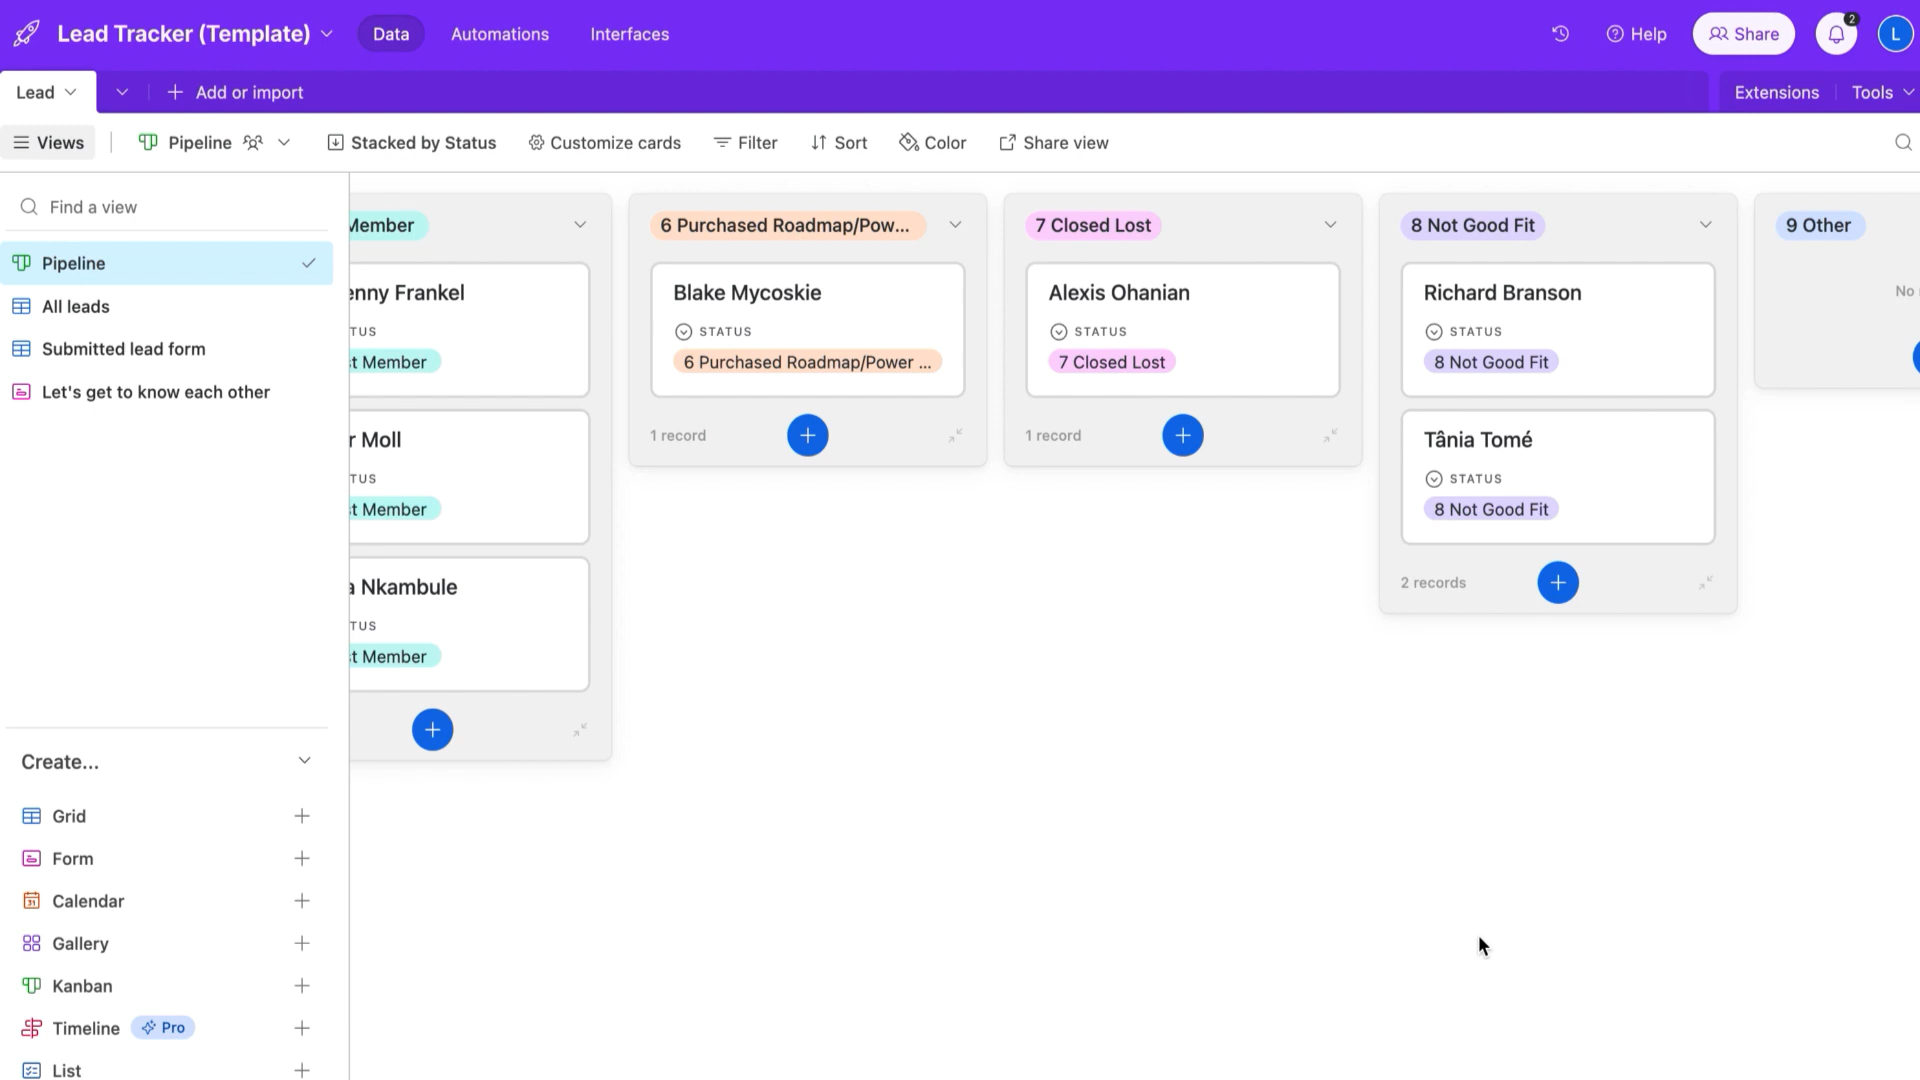 Lead Tracker (Template)
Data
Automations
Interfaces
Help
Share
2
L
Lead
Add or import
Extensions
Tools
Views
Pipeline
Stacked by Status
Customize cards
Filter
Sort
Color
Share view
Find a view
Pipeline
All leads
Submitted lead form
Let's get to know each other
Create...
Grid
Form
Calendar
31
Gallery
Kanban
Timeline
Pro
List
Member
enny Frankel
TUS
t Member
r Moll
TUS
t Member
a Nkambule
TUS
t Member
6 Purchased Roadmap/Pow...
Blake Mycoskie
STATUS
6 Purchased Roadmap/Power ...
1 record
7 Closed Lost
Alexis Ohanian
STATUS
7 Closed Lost
1 record
8 Not Good Fit
Richard Branson
STATUS
8 Not Good Fit
Tânia Tomé
STATUS
8 Not Good Fit
2 records
9 Other
No